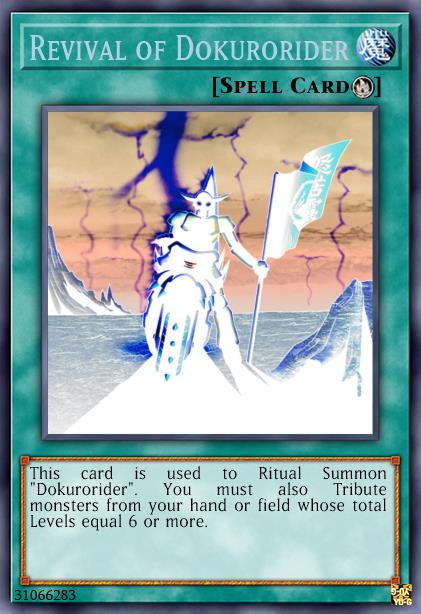 Revival of Dokurorider
魔
[Spell Card]
This card is used to Ritual Summon
"Dokurorider". You must also Tribute
monsters from your hand or field whose total
Levels equal 6 or more.
31066283